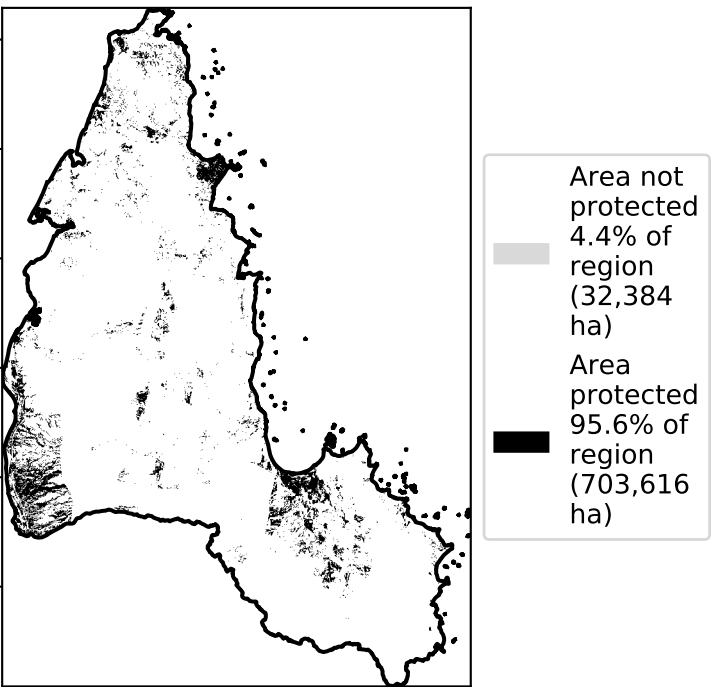 Area not
protected
4.4% of
region
(32,384
ha)
Area
protected
95.6% of
region
(703,616
ha)